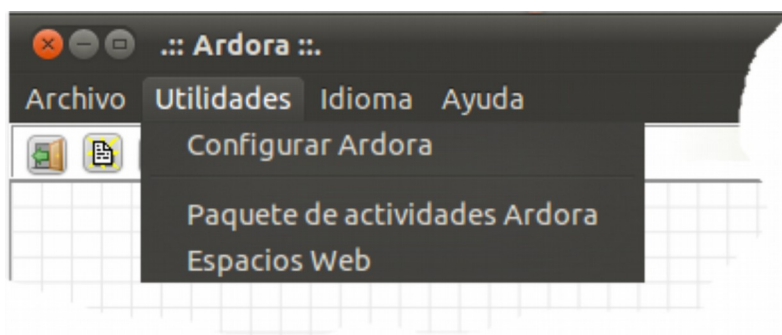 .:: Ardora ::.
Archivo Utilidades Idioma Ayuda
Configurar Ardora
Paquete de actividades Ardora
Espacios Web